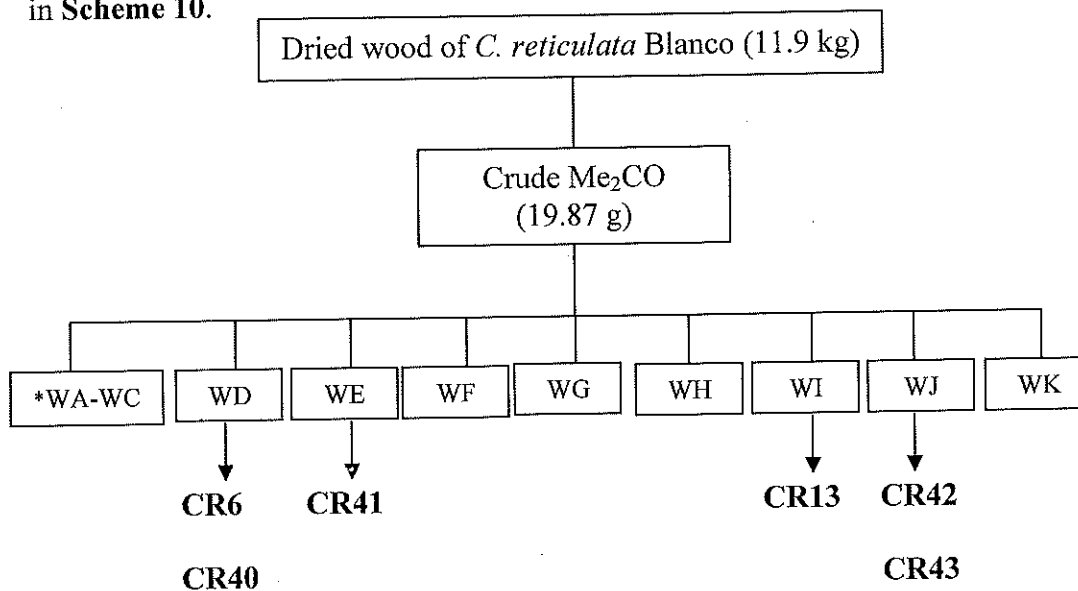 in Scheme 10.
Dried wood of C. reticulata Blanco (11.9 kg)
Crude Me₂CO
(19.87 g)
*WA-WC WD WE WF WG WH WI WJ WK
CR6 CR41 CR13 CR42
CR40 CR43